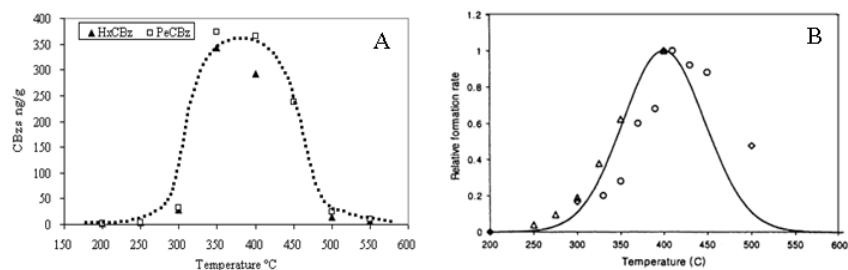 400
350
300
250
200
150
100
50
0
CBzs ng/g
▲ HxCBz □ PeCBz
A
150 200 250 300 350 400 450 500 550 600
Temperature ºC
B
1.2
1
0.8
0.6
0.4
0.2
0
Relative formation rate
200 250 300 350 400 450 500 550 600
Temperature (C)